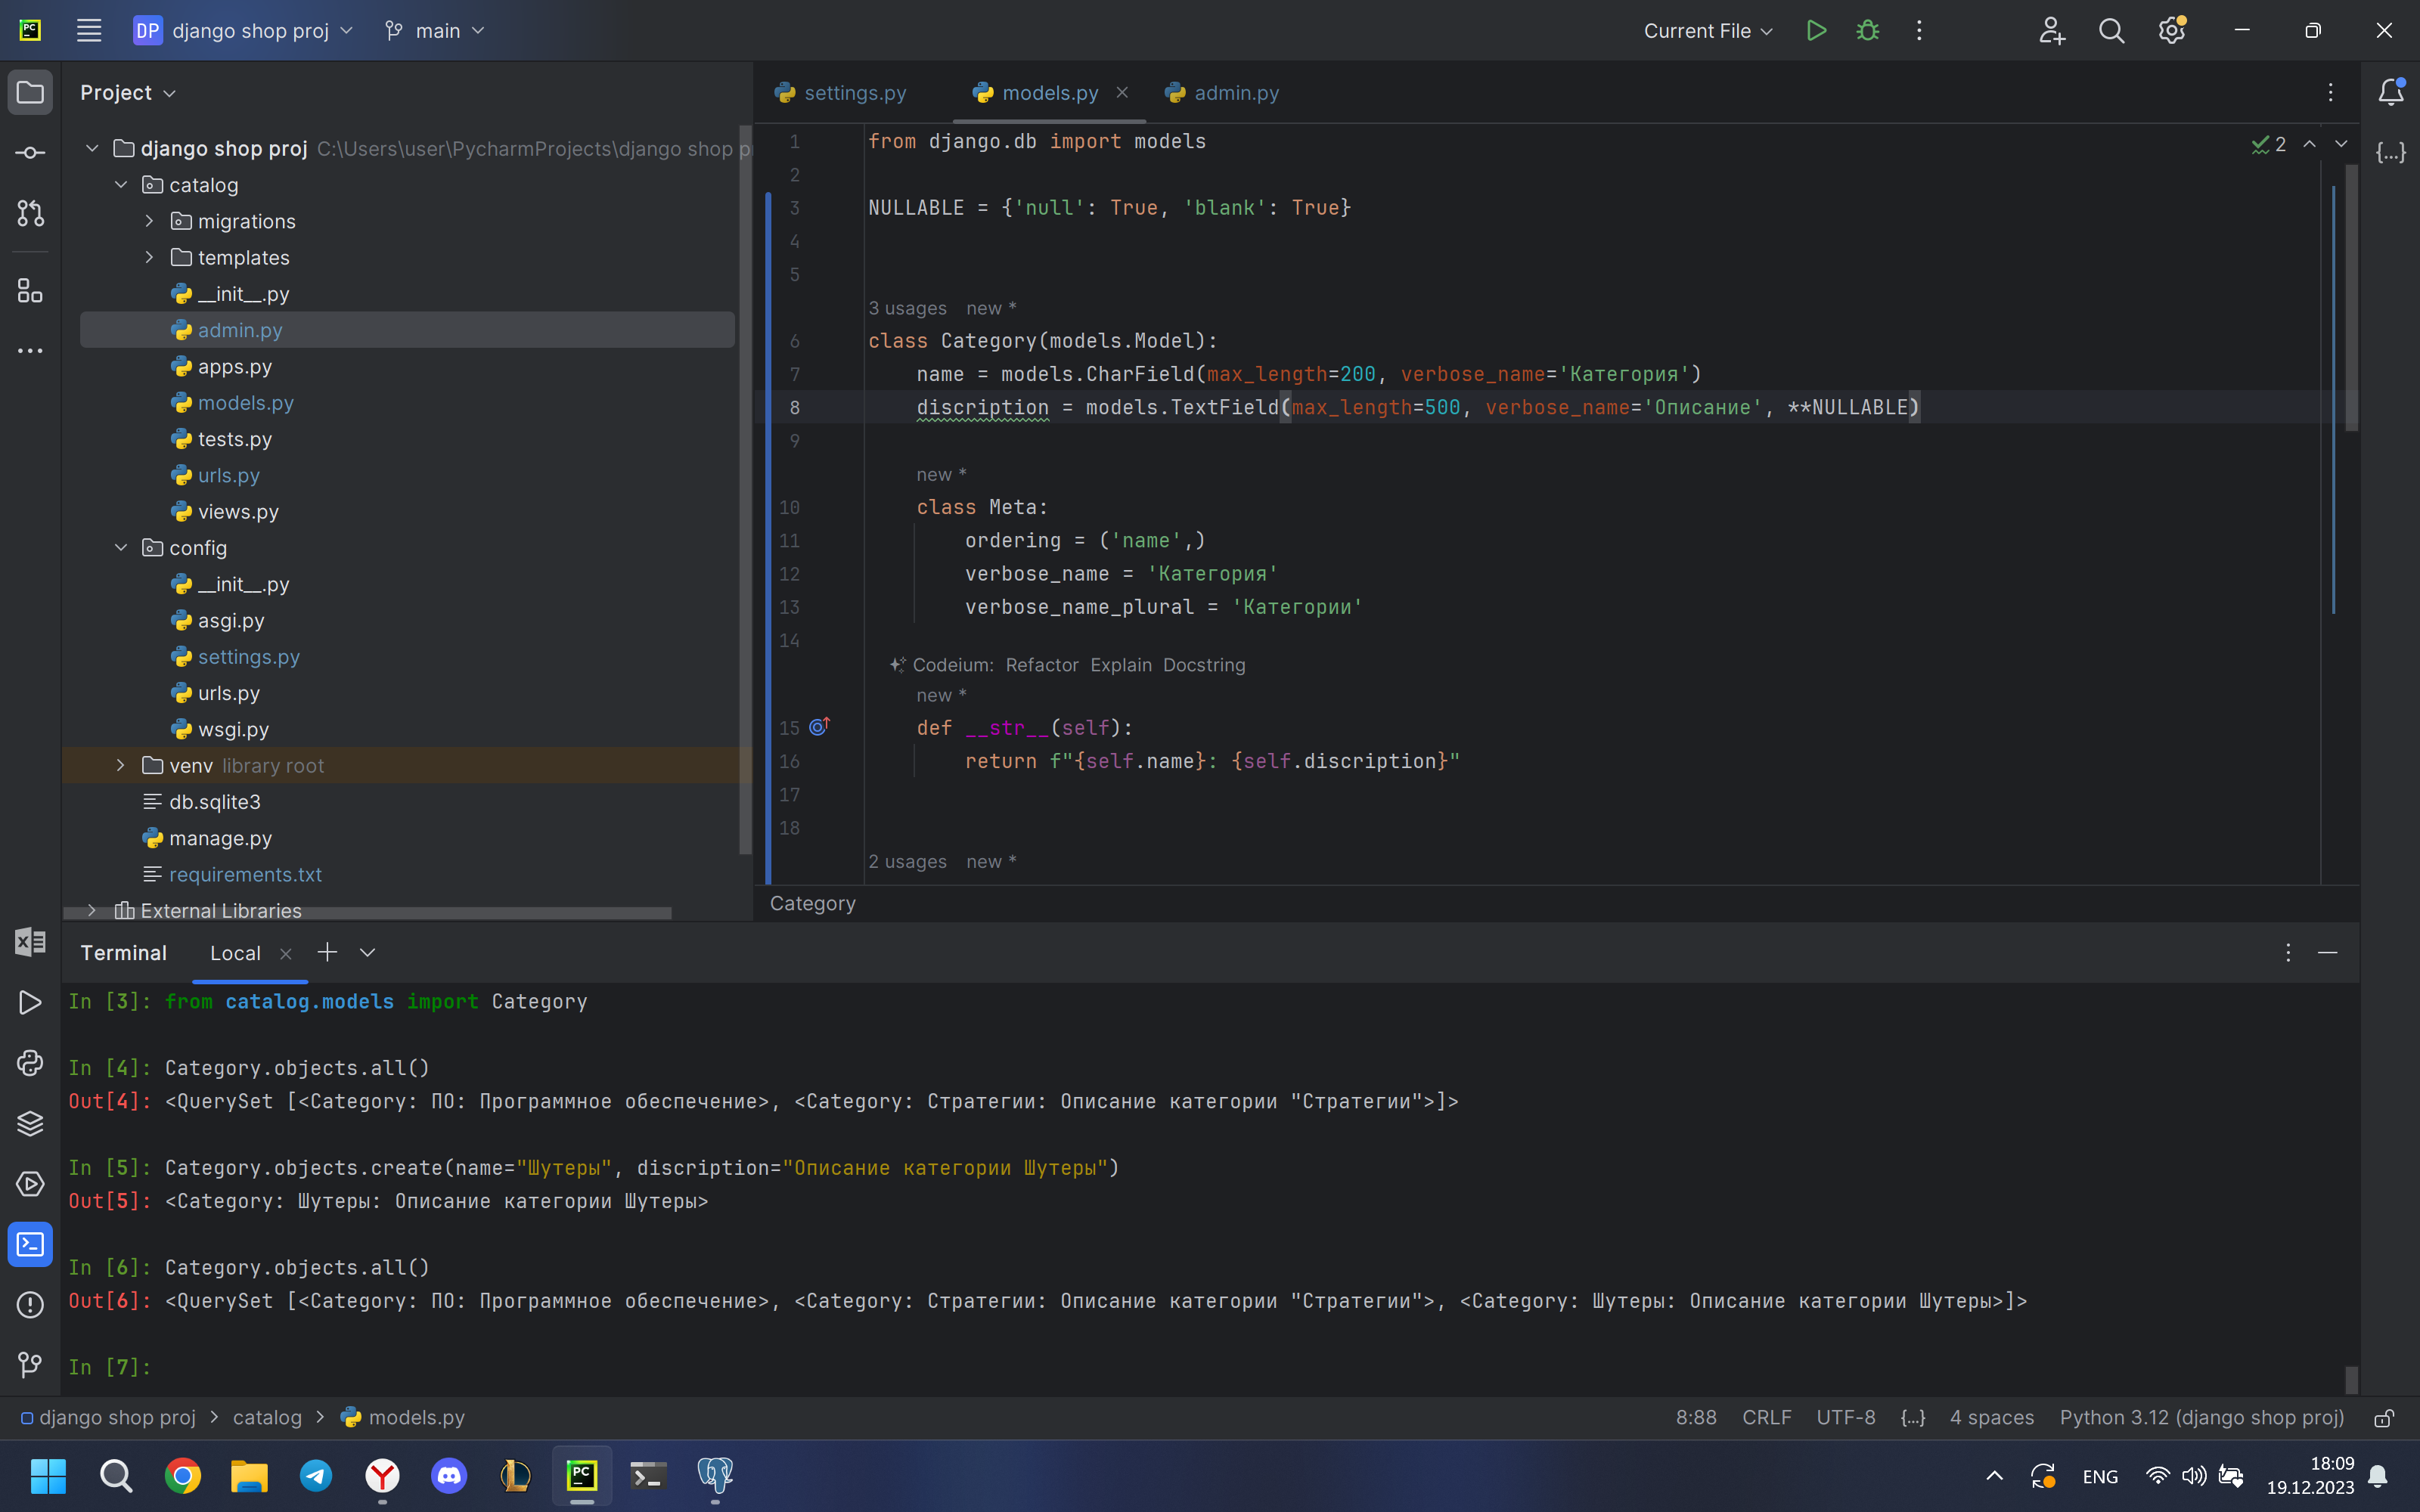 PC DP django shop proj main Current File
Project
django shop proj C:\Users\user\PycharmProjects\django shop p
catalog
migrations
templates
__init__.py
admin.py
apps.py
models.py
tests.py
urls.py
views.py
config
__init__.py
asgi.py
settings.py
urls.py
wsgi.py
venv library root
db.sqlite3
manage.py
requirements.txt
External Libraries
settings.py models.py admin.py
2
1 from django.db import models
2
3 NULLABLE = {'null': True, 'blank': True}
4
5
3 usages new *
6 class Category(models.Model):
7 name = models.CharField(max_length=200, verbose_name='Категория')
8 discription = models.TextField(max_length=500, verbose_name='Описание', **NULLABLE)
9
new *
10 class Meta:
11 ordering = ('name',)
12 verbose_name = 'Категория'
13 verbose_name_plural = 'Категории'
14
Codeium: Refactor Explain Docstring
new *
15 def __str__(self):
16 return f"{self.name}: {self.discription}"
17
18
2 usages new *
Category
Terminal Local
In [3]: from catalog.models import Category
In [4]: Category.objects.all()
Out[4]: <QuerySet [<Category: ПО: Программное обеспечение>, <Category: Стратегии: Описание категории "Стратегии">]>
In [5]: Category.objects.create(name="Шутеры", discription="Описание категории Шутеры")
Out[5]: <Category: Шутеры: Описание категории Шутеры>
In [6]: Category.objects.all()
Out[6]: <QuerySet [<Category: ПО: Программное обеспечение>, <Category: Стратегии: Описание категории "Стратегии">, <Category: Шутеры: Описание категории Шутеры>]>
In [7]:
django shop proj > catalog > models.py 8:88 CRLF UTF-8 {...} 4 spaces Python 3.12 (django shop proj)
PC ENG 18:09
19.12.2023